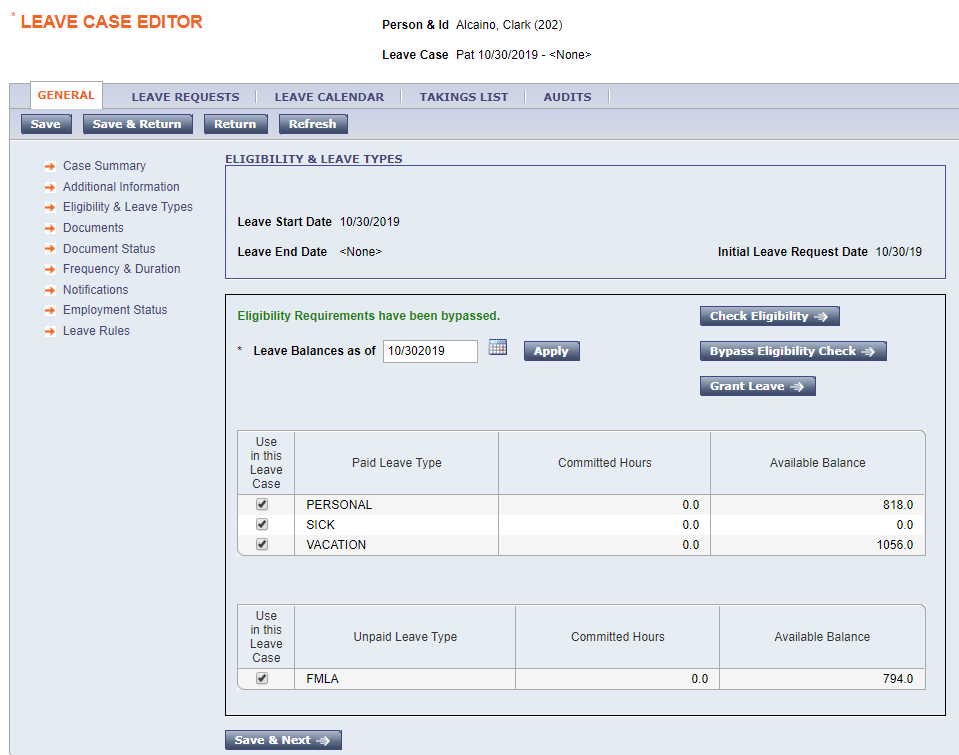 * LEAVE CASE EDITOR
Person & Id Alcaino, Clark (202)
Leave Case Pat 10/30/2019 - <None>
GENERAL LEAVE REQUESTS LEAVE CALENDAR TAKINGS LIST AUDITS
Save Save & Return Return Refresh
Case Summary
Additional Information
Eligibility & Leave Types
Documents
Document Status
Frequency & Duration
Notifications
Employment Status
Leave Rules
ELIGIBILITY & LEAVE TYPES
Leave Start Date 10/30/2019
Leave End Date <None> Initial Leave Request Date 10/30/19
Eligibility Requirements have been bypassed. Check Eligibility
* Leave Balances as of 10/302019 Apply Bypass Eligibility Check
Grant Leave
Use
in this
Leave
Case
Paid Leave Type Committed Hours Available Balance
PERSONAL 0.0 818.0
SICK 0.0 0.0
VACATION 0.0 1056.0
Use
in this
Leave
Case
Unpaid Leave Type Committed Hours Available Balance
FMLA 0.0 794.0
Save & Next